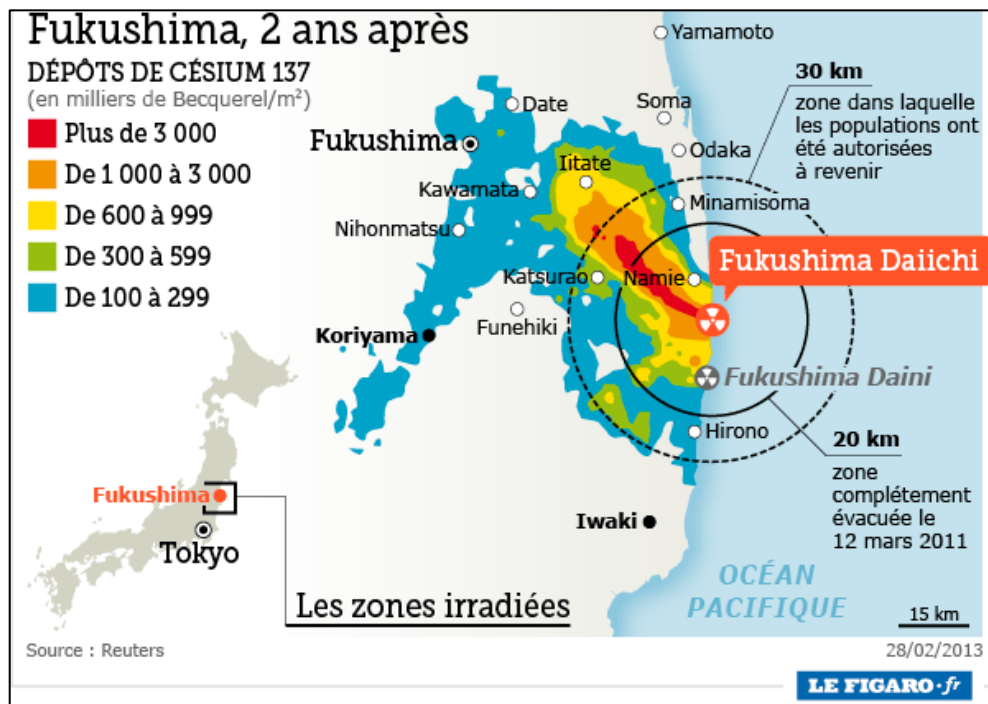 Fukushima, 2 ans après
DÉPÔTS DE CÉSIUM 137
(en milliers de Becquerel/m²)
Plus de 3 000
De 1 000 à 3 000
De 600 à 999
De 300 à 599
De 100 à 299
Yamamoto
Date
Soma
Fukushima
Odaka
Iitate
Kawamata
Minamisoma
Nihonmatsu
30 km
zone dans laquelle
les populations ont
été autorisées
à revenir
Fukushima Daiichi
Katsurao
Namie
Funehiki
Koriyama
Fukushima Daini
Hirono
20 km
zone
complétement
évacuée le
12 mars 2011
Iwaki
Fukushima
Tokyo
Les zones irradiées
OCÉAN
PACIFIQUE
15 km
Source : Reuters
28/02/2013
LE FIGARO·fr